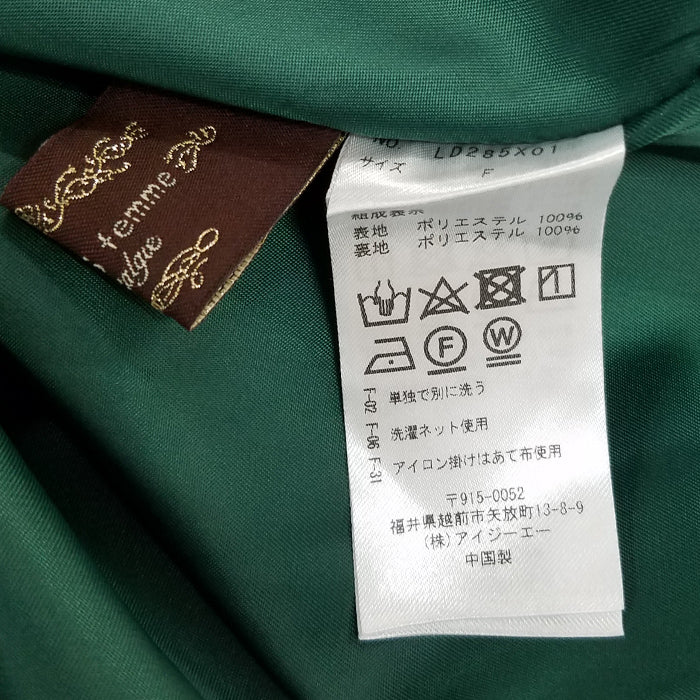 femme
NO. LD285X01
サイズ F
組成表示
表地 ポリエステル 100%
裏地 ポリエステル 100%
F W
F-02 単独で別に洗う
F-06 洗濯ネット使用
F-31 アイロン掛けはあて布使用
〒915-0052
福井県越前市矢放町13-8-9
(株)アイジーエー
中国製